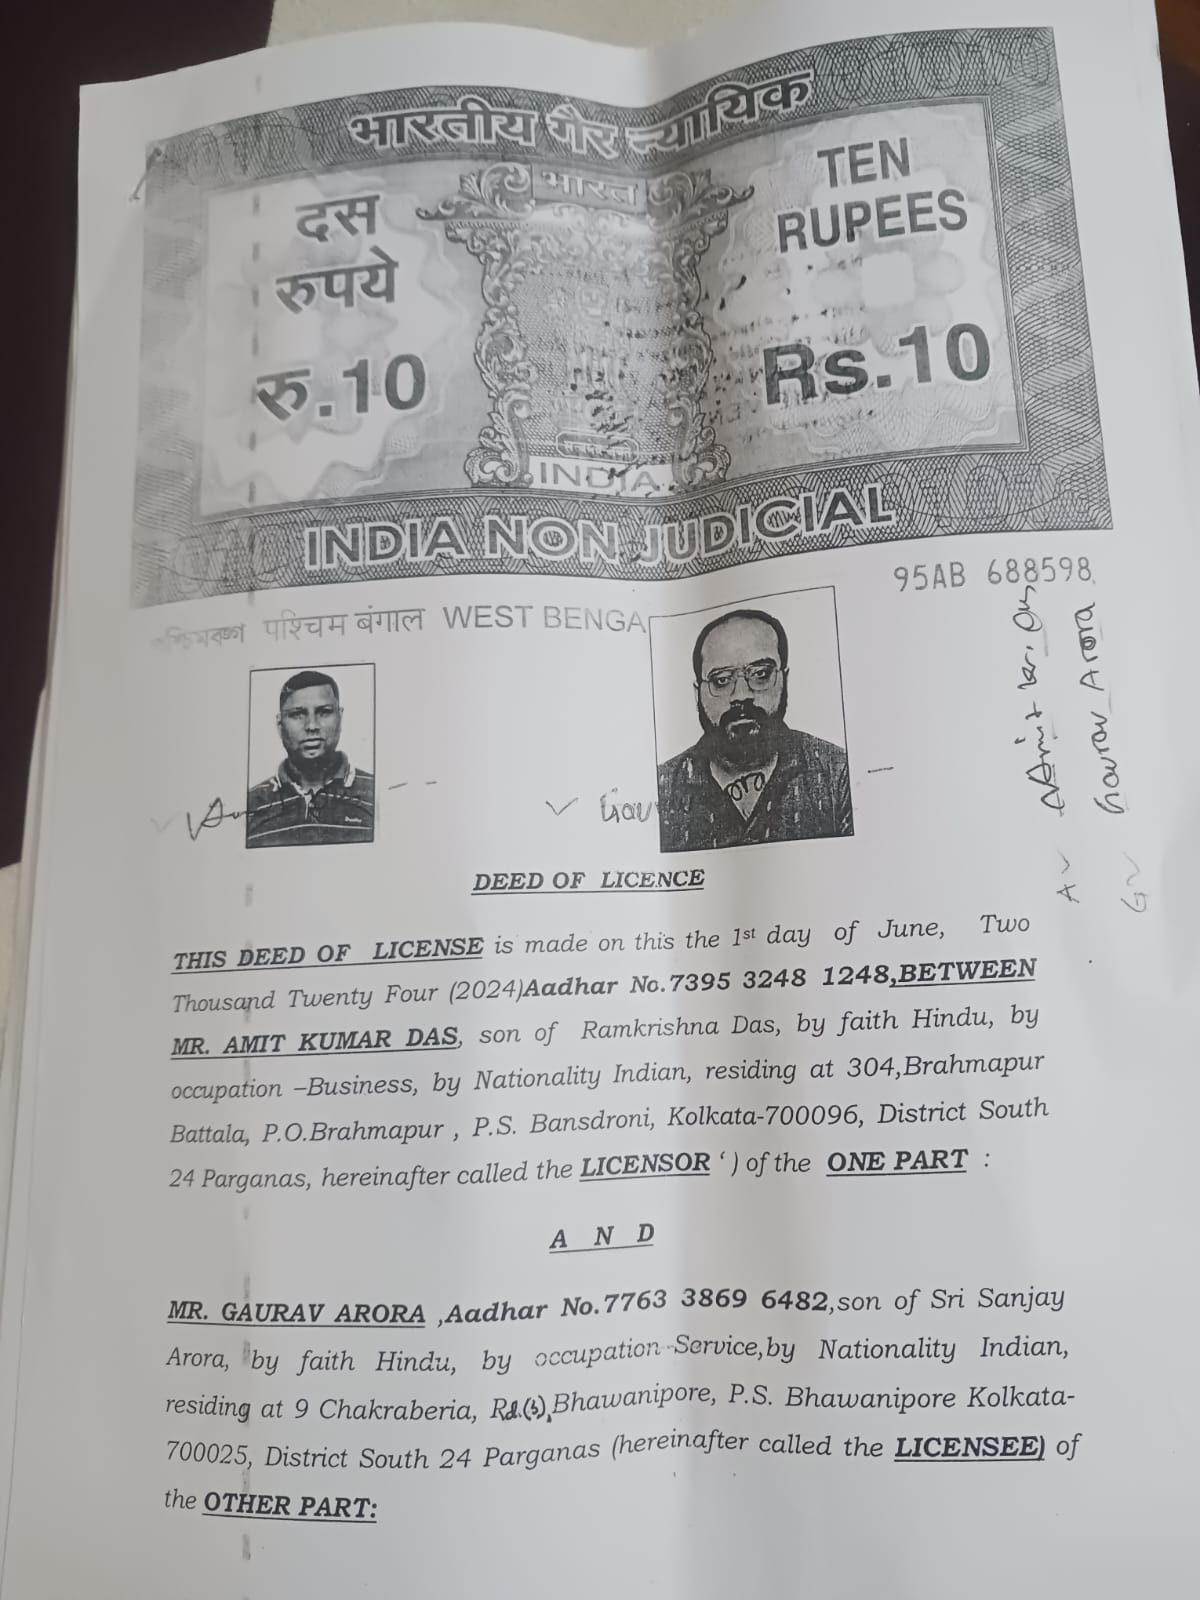 भारतीय गैर न्यायिक
भारत
दस
रुपये
रु.10
TEN
RUPEES
Rs.10
INDIA
INDIA NON JUDICIAL
95AB 688598
पश्चिम बंगाल WEST BENGA
Gaurav Arora
Gau
ora
DEED OF LICENCE
THIS DEED OF LICENSE is made on this the 1st day of June, Two
Thousand Twenty Four (2024)Aadhar No.7395 3248 1248,BETWEEN
MR. AMIT KUMAR DAS, son of Ramkrishna Das, by faith Hindu, by
occupation –Business, by Nationality Indian, residing at 304,Brahmapur
Battala, P.O.Brahmapur , P.S. Bansdroni, Kolkata-700096, District South
24 Parganas, hereinafter called the LICENSOR ‘ ) of the ONE PART :
A N D
MR. GAURAV ARORA ,Aadhar No.7763 3869 6482,son of Sri Sanjay
Arora, by faith Hindu, by occupation Service,by Nationality Indian,
residing at 9 Chakraberia, Rd.(s), Bhawanipore, P.S. Bhawanipore Kolkata-
700025, District South 24 Parganas (hereinafter called the LICENSEE) of
the OTHER PART: